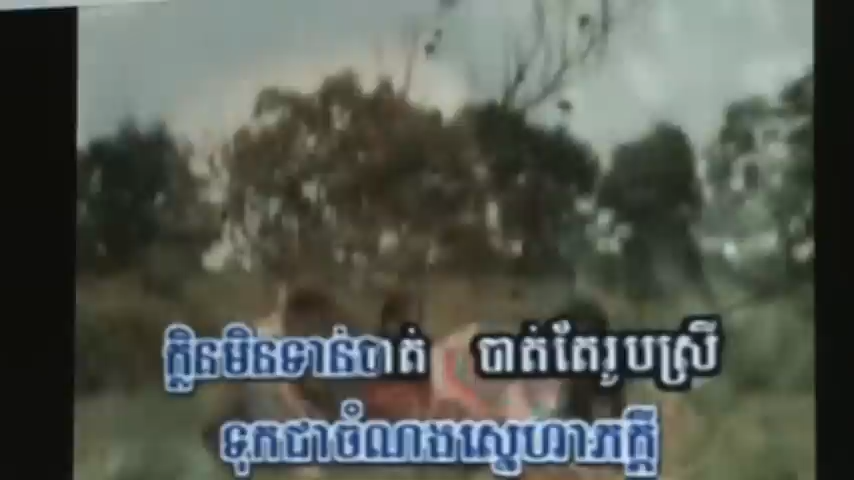 ក្លិនមិនទាន់បាត់ បាត់តែរូបស្រី
ទុកជាចំណងស្នេហាភក្ដី